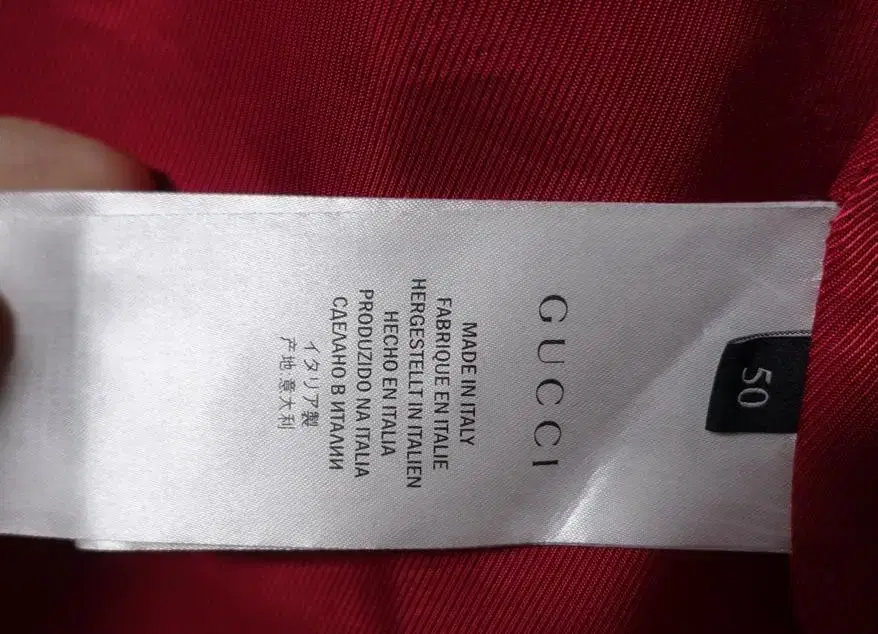 50
GUCCI
MADE IN ITALY
FABRIQUE EN ITALIE
HERGESTELLT IN ITALIEN
HECHO EN ITALIA
PRODUZIDO NA ITALIA
СДЕЛАНО В ИТАЛИИ
イタリア製
产地:意大利